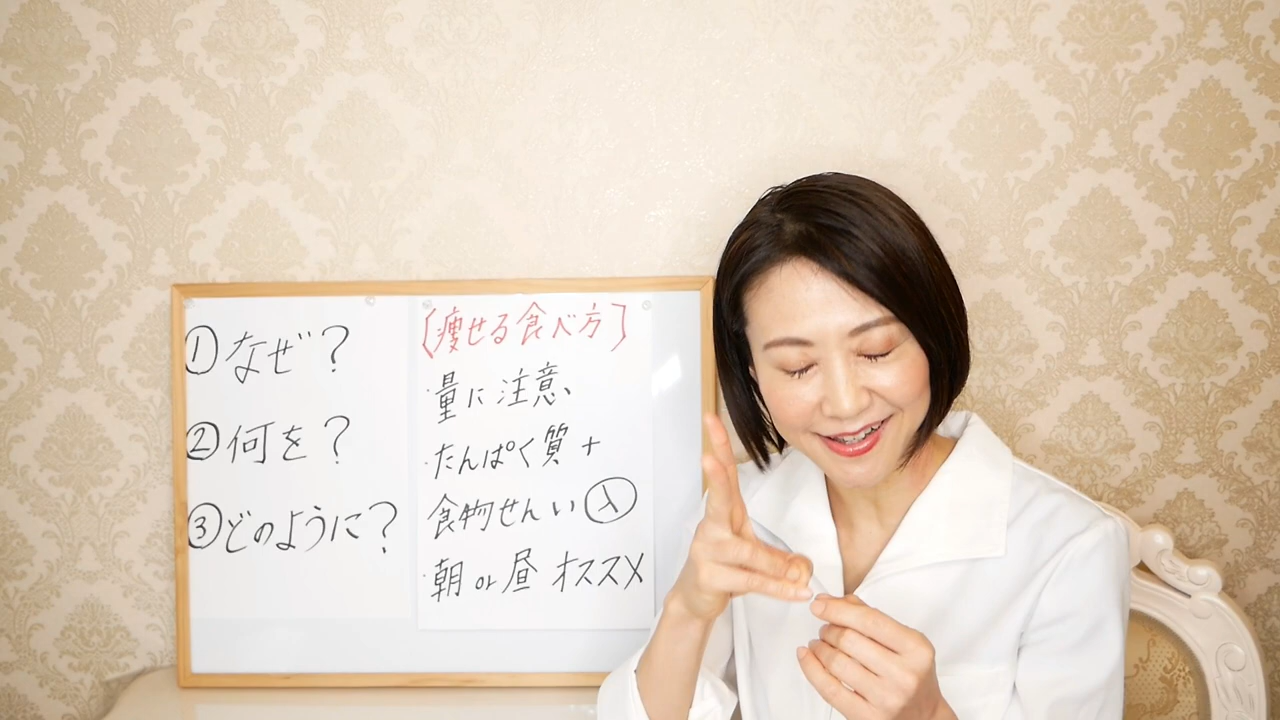 ①なぜ?
②何を?
③どのように?
[痩せる食べ方]
・量に注意、
・たんぱく質+
食物せんい㊅
・朝or昼 オススメ